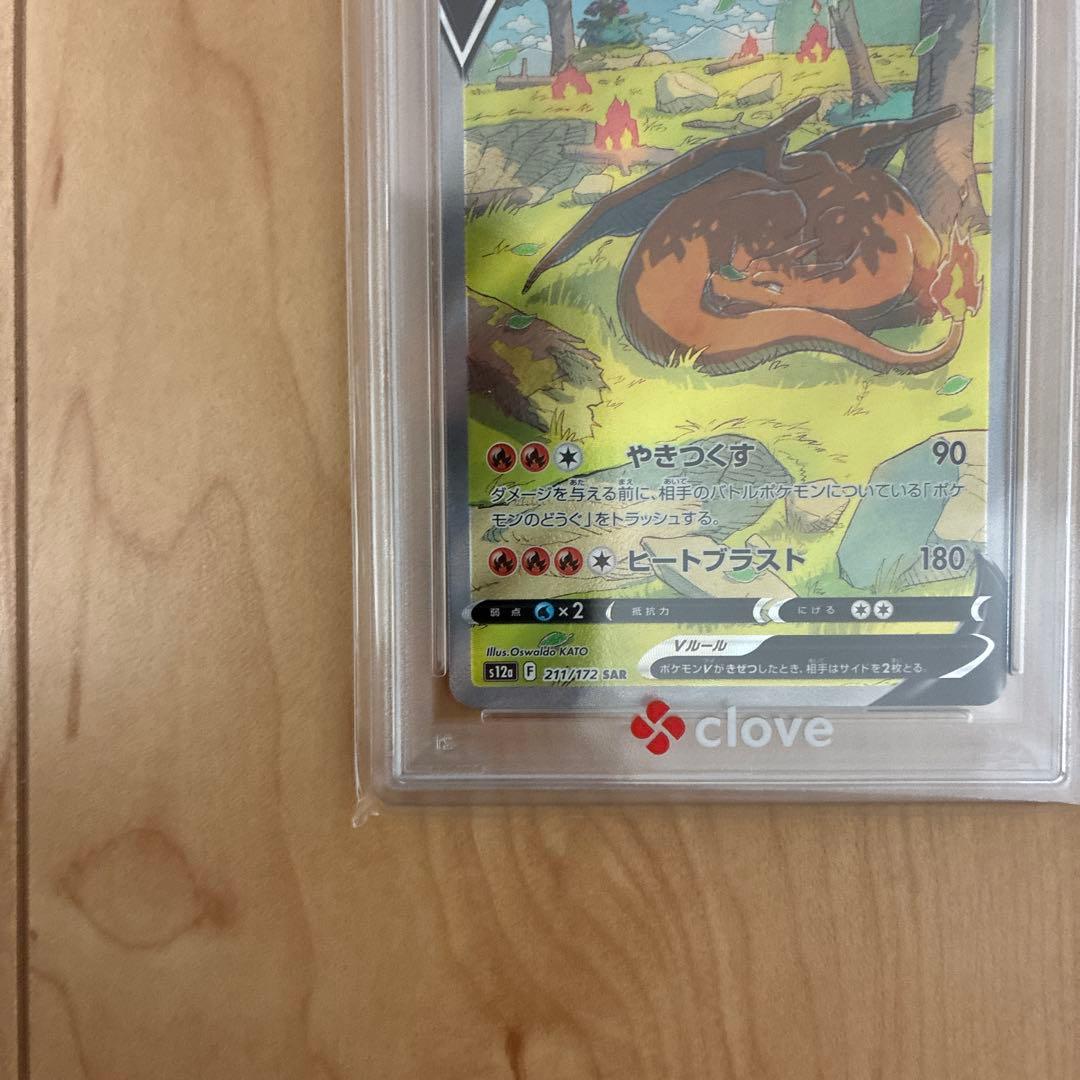 やきつくす 90
ダメージを与える前に、相手のバトルポケモンについている「ポケ
モンのどうぐ」をトラッシュする。
ヒートブラスト 180
弱点 ×2 抵抗力 にげる
Illus. Oswaldo KATO
Vルール
ポケモンVがきぜつしたとき、相手はサイドを2枚とる。
s12a F 211/172 SAR
clove